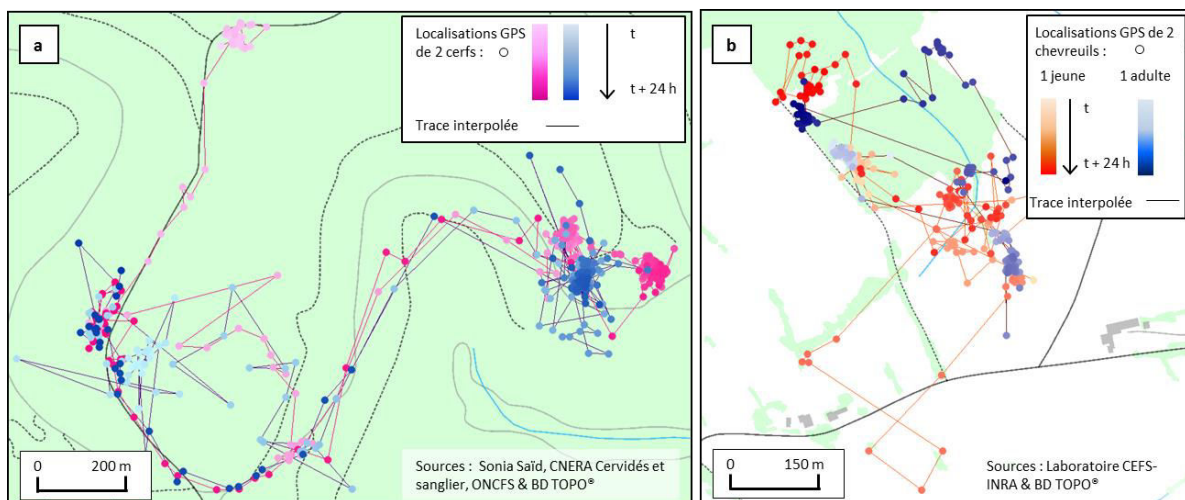 a
Localisations GPS
de 2 cerfs :
t
t + 24 h
Trace interpolée
0 200 m
Sources : Sonia Saïd, CNERA Cervidés et
sanglier, ONCFS & BD TOPO®
b
Localisations GPS de 2
chevreuils :
1 jeune 1 adulte
t
t + 24 h
Trace interpolée
0 150 m
Sources : Laboratoire CEFS-
INRA & BD TOPO®